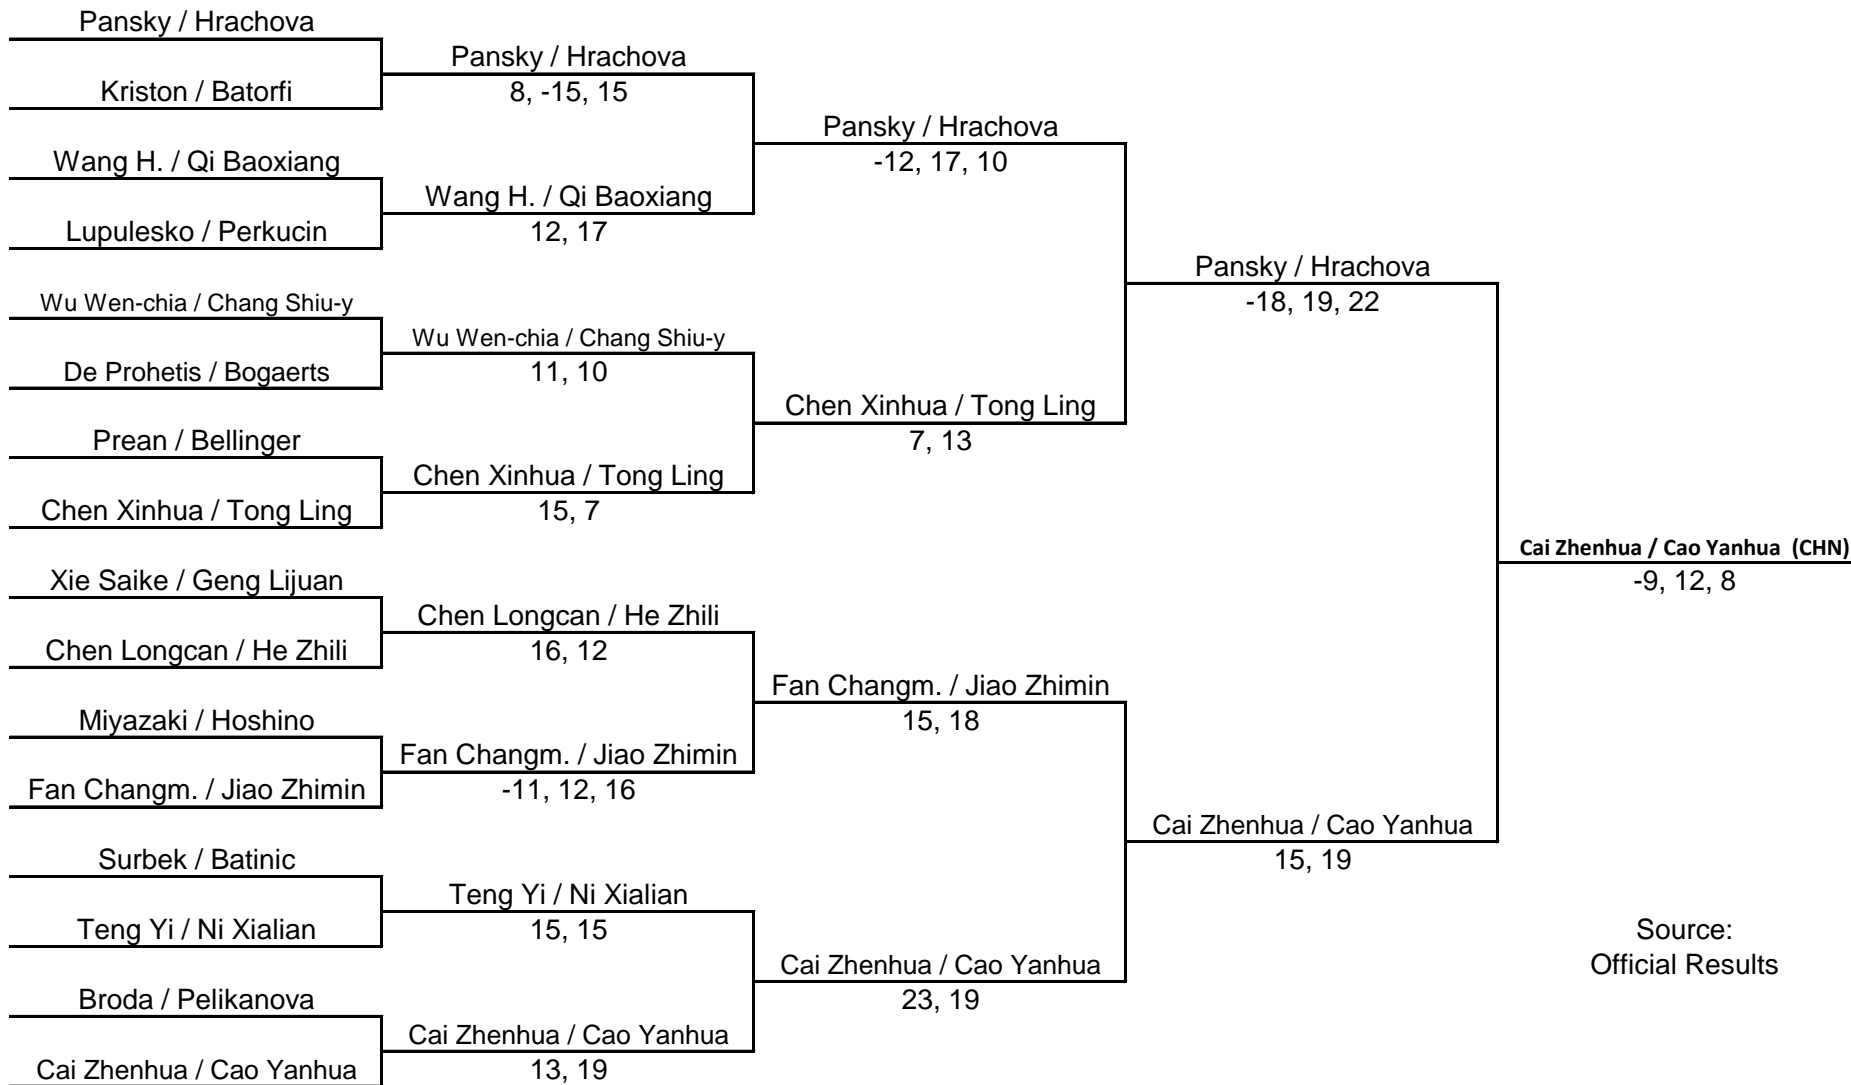 Pansky / Hrachova
Kriston / Batorfi
Wang H. / Qi Baoxiang
Lupulesko / Perkucin
Wu Wen-chia / Chang Shiu-y
De Prohetis / Bogaerts
Prean / Bellinger
Chen Xinhua / Tong Ling
Xie Saike / Geng Lijuan
Chen Longcan / He Zhili
Miyazaki / Hoshino
Fan Changm. / Jiao Zhimin
Surbek / Batinic
Teng Yi / Ni Xialian
Broda / Pelikanova
Cai Zhenhua / Cao Yanhua
Pansky / Hrachova
8, -15, 15
Wang H. / Qi Baoxiang
12, 17
Wu Wen-chia / Chang Shiu-y
11, 10
Chen Xinhua / Tong Ling
15, 7
Chen Longcan / He Zhili
16, 12
Fan Changm. / Jiao Zhimin
-11, 12, 16
Teng Yi / Ni Xialian
15, 15
Cai Zhenhua / Cao Yanhua
13, 19
Pansky / Hrachova
-12, 17, 10
Chen Xinhua / Tong Ling
7, 13
Fan Changm. / Jiao Zhimin
15, 18
Cai Zhenhua / Cao Yanhua
23, 19
Pansky / Hrachova
-18, 19, 22
Cai Zhenhua / Cao Yanhua
15, 19
Cai Zhenhua / Cao Yanhua (CHN)
-9, 12, 8
Source:
Official Results